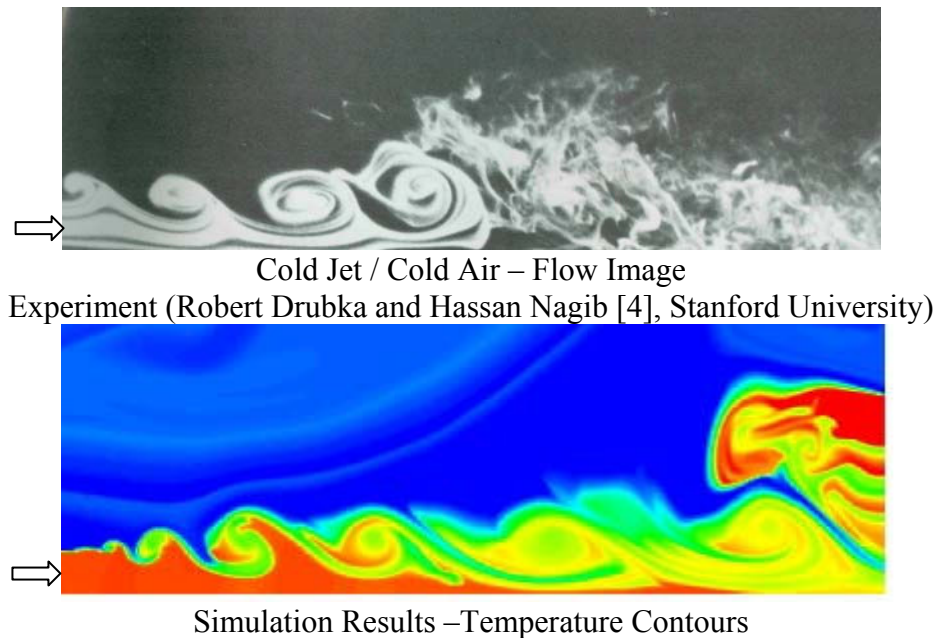 Cold Jet / Cold Air – Flow Image
Experiment (Robert Drubka and Hassan Nagib [4], Stanford University)
Simulation Results –Temperature Contours